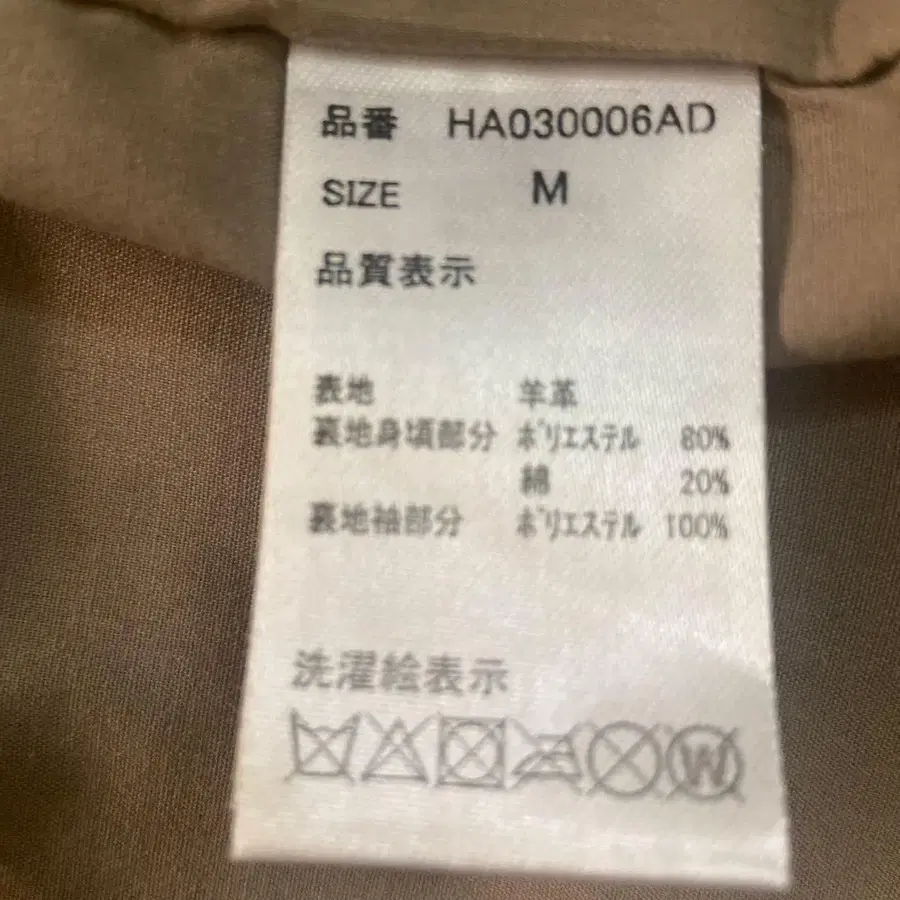 品番 HA030006AD
SIZE M
品質表示
表地 羊革
裏地身頃部分 ポリエステル 80%
綿 20%
裏地袖部分 ポリエステル 100%
洗濯絵表示
W